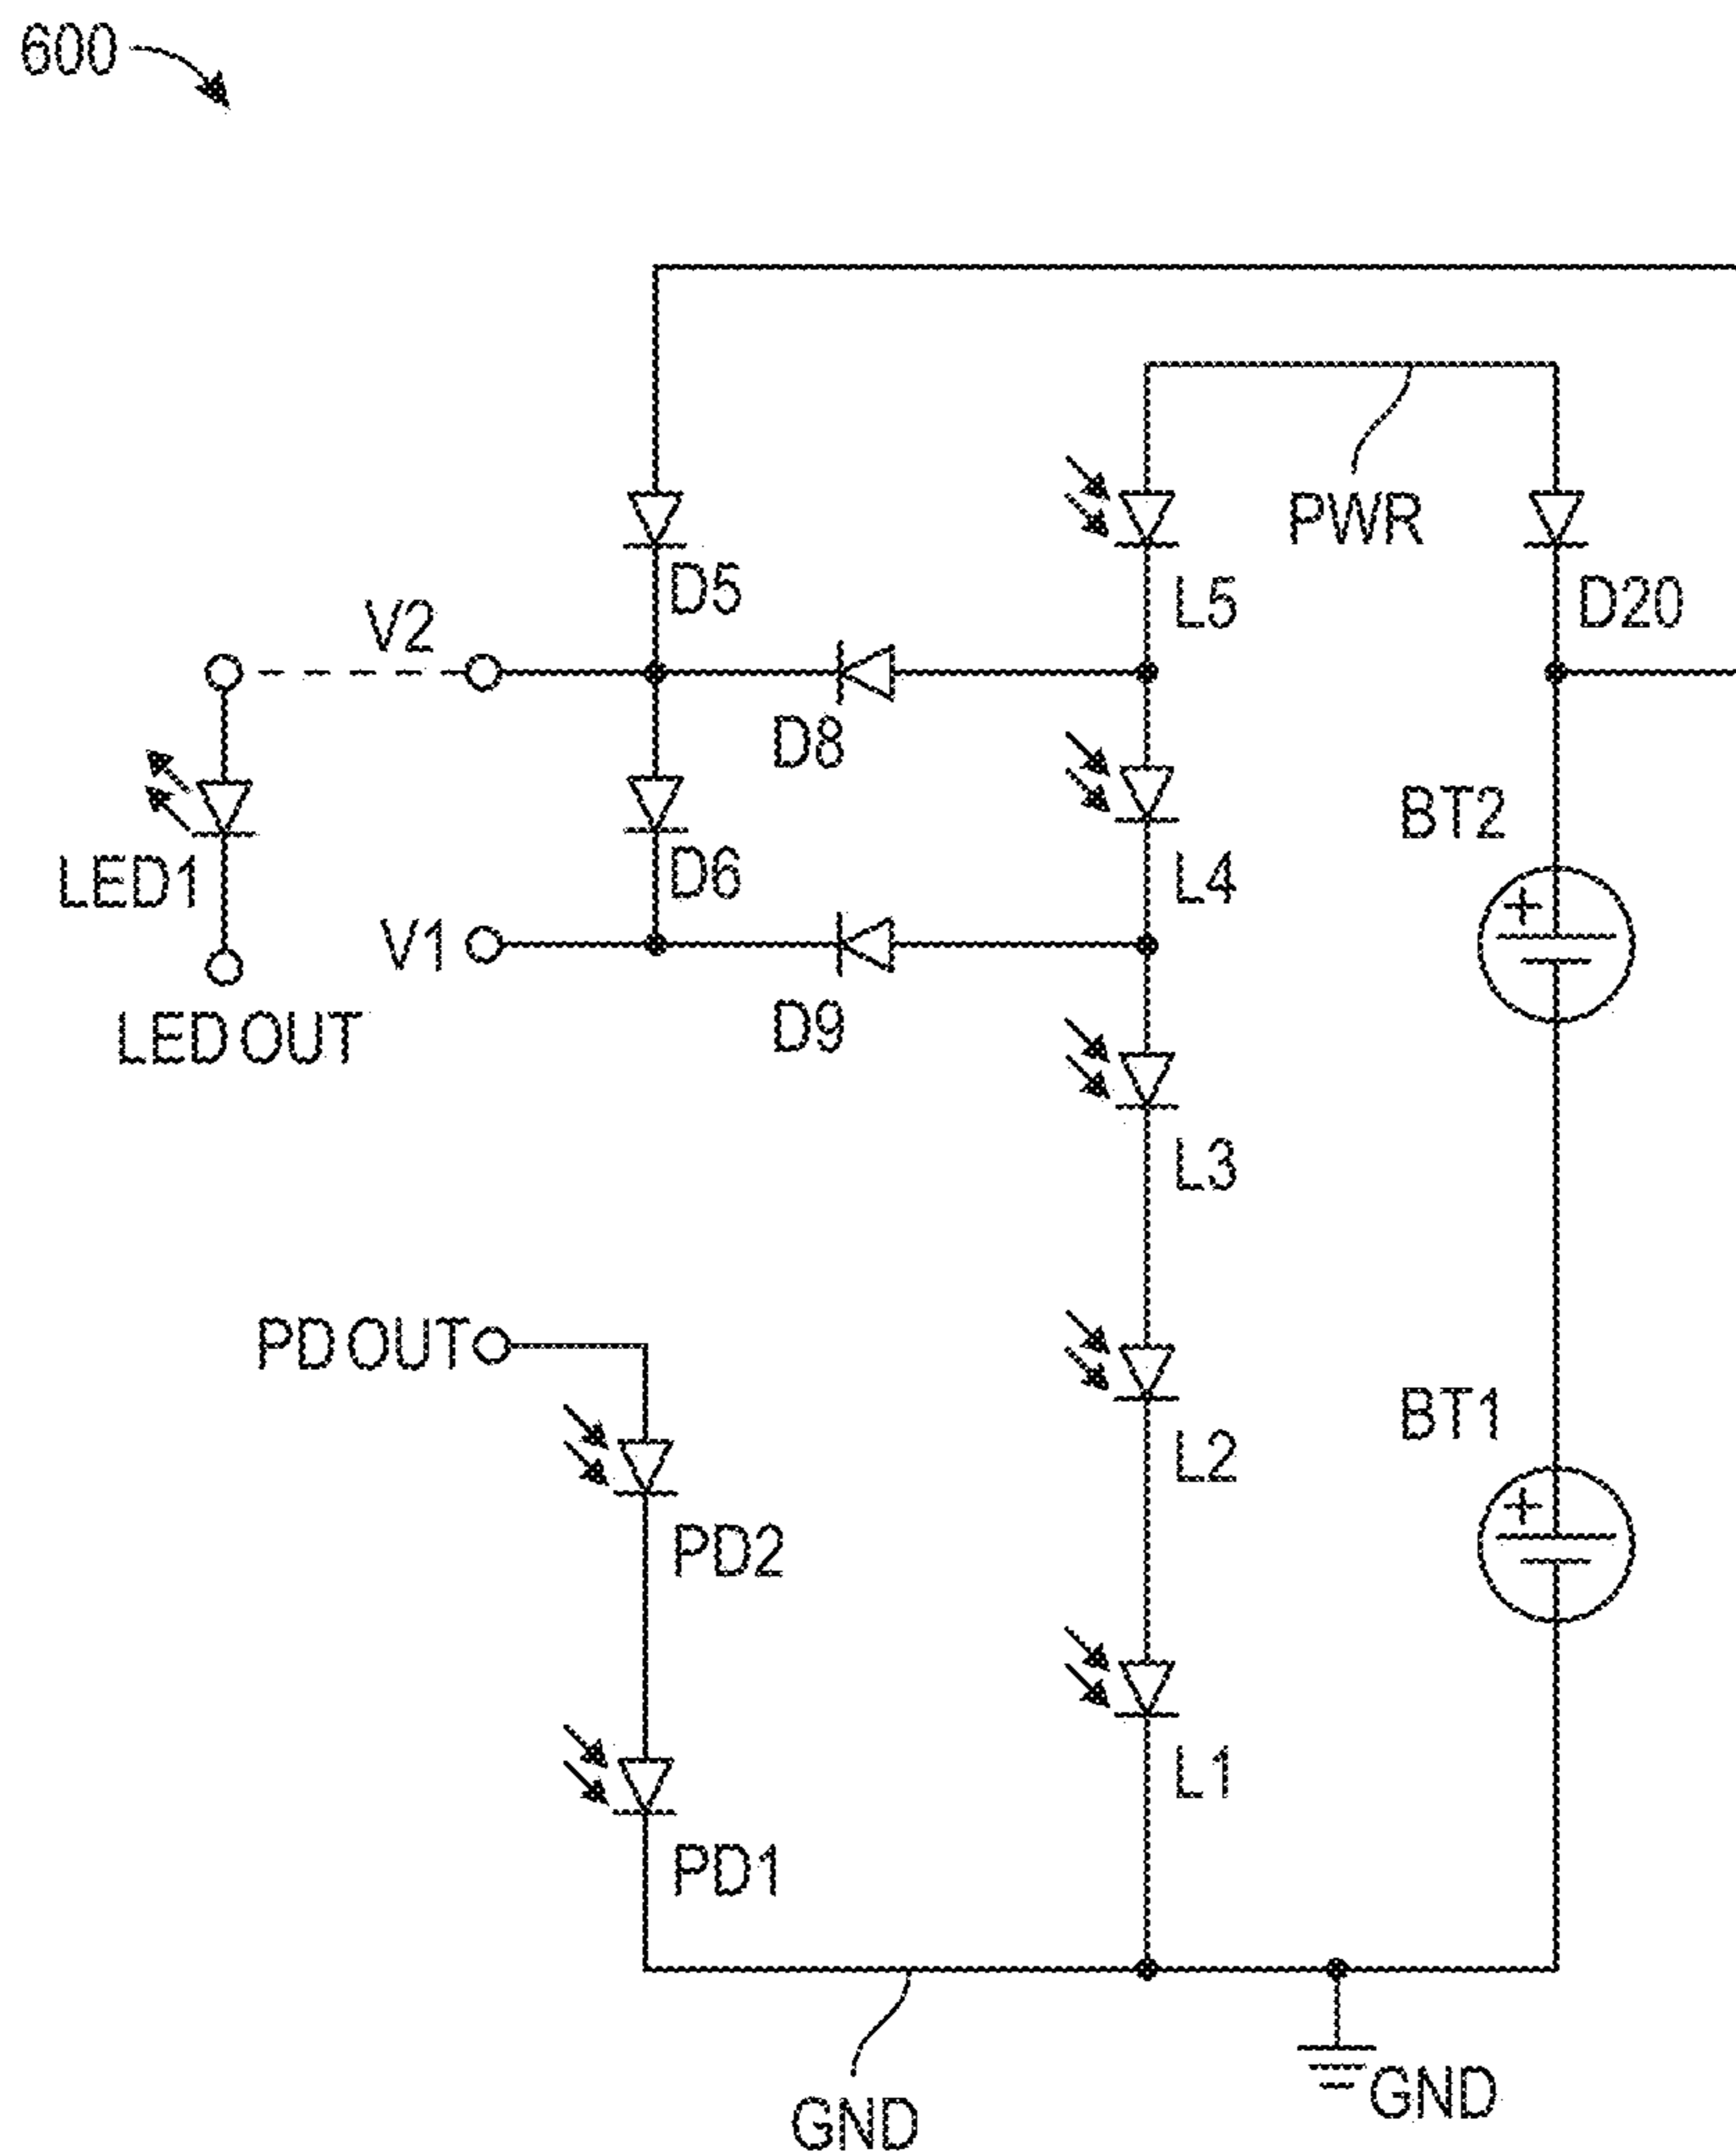 600
PWR
D5
L5
D20
V2
D8
BT2
LED1
D6
L4
V1
LED OUT
D9
L3
PD OUT
BT1
L2
PD2
L1
PD1
GND
GND